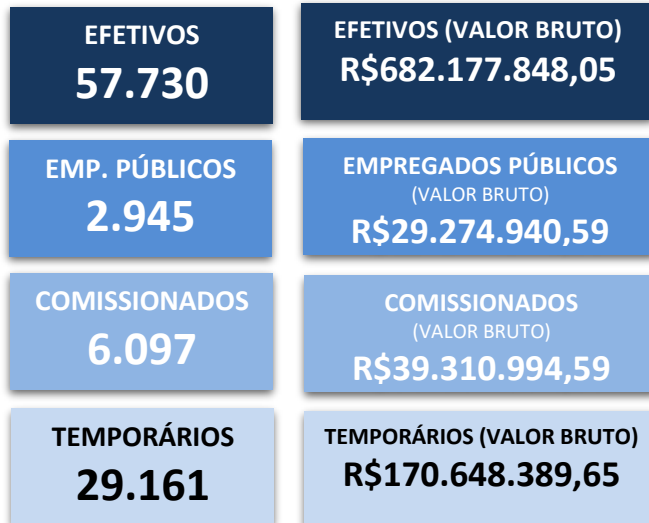 EFETIVOS
57.730
EFETIVOS (VALOR BRUTO)
R$682.177.848,05
EMP. PÚBLICOS
2.945
EMPREGADOS PÚBLICOS
(VALOR BRUTO)
R$29.274.940,59
COMISSIONADOS
6.097
COMISSIONADOS
(VALOR BRUTO)
R$39.310.994,59
TEMPORÁRIOS
29.161
TEMPORÁRIOS (VALOR BRUTO)
R$170.648.389,65